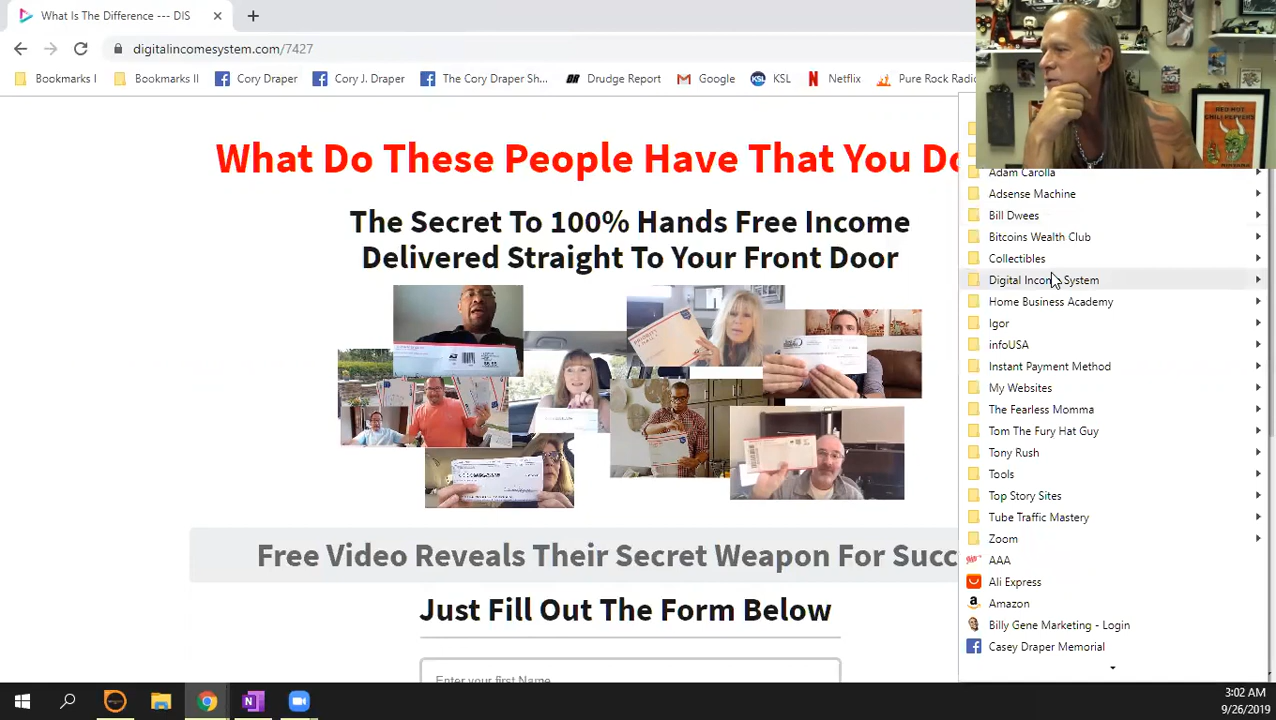 What Is The Difference --- DIS
digitalincomesystem.com/7427
Bookmarks I
Bookmarks II
Cory Draper
Cory J. Draper
The Cory Draper Sh...
Drudge Report
Google
KSL
Netflix
Pure Rock Radio
What Do These People Have That You Do
The Secret To 100% Hands Free Income
Delivered Straight To Your Front Door
Free Video Reveals Their Secret Weapon For Succ
Just Fill Out The Form Below
Enter your first Name
RED HOT
CHILI PEPPERS
Adam Carolla
Adsense Machine
Bill Dwees
Bitcoins Wealth Club
Collectibles
Digital Income System
Home Business Academy
Igor
infoUSA
Instant Payment Method
My Websites
The Fearless Momma
Tom The Fury Hat Guy
Tony Rush
Tools
Top Story Sites
Tube Traffic Mastery
Zoom
AAA
Ali Express
Amazon
Billy Gene Marketing - Login
Casey Draper Memorial
3:02 AM
9/26/2019